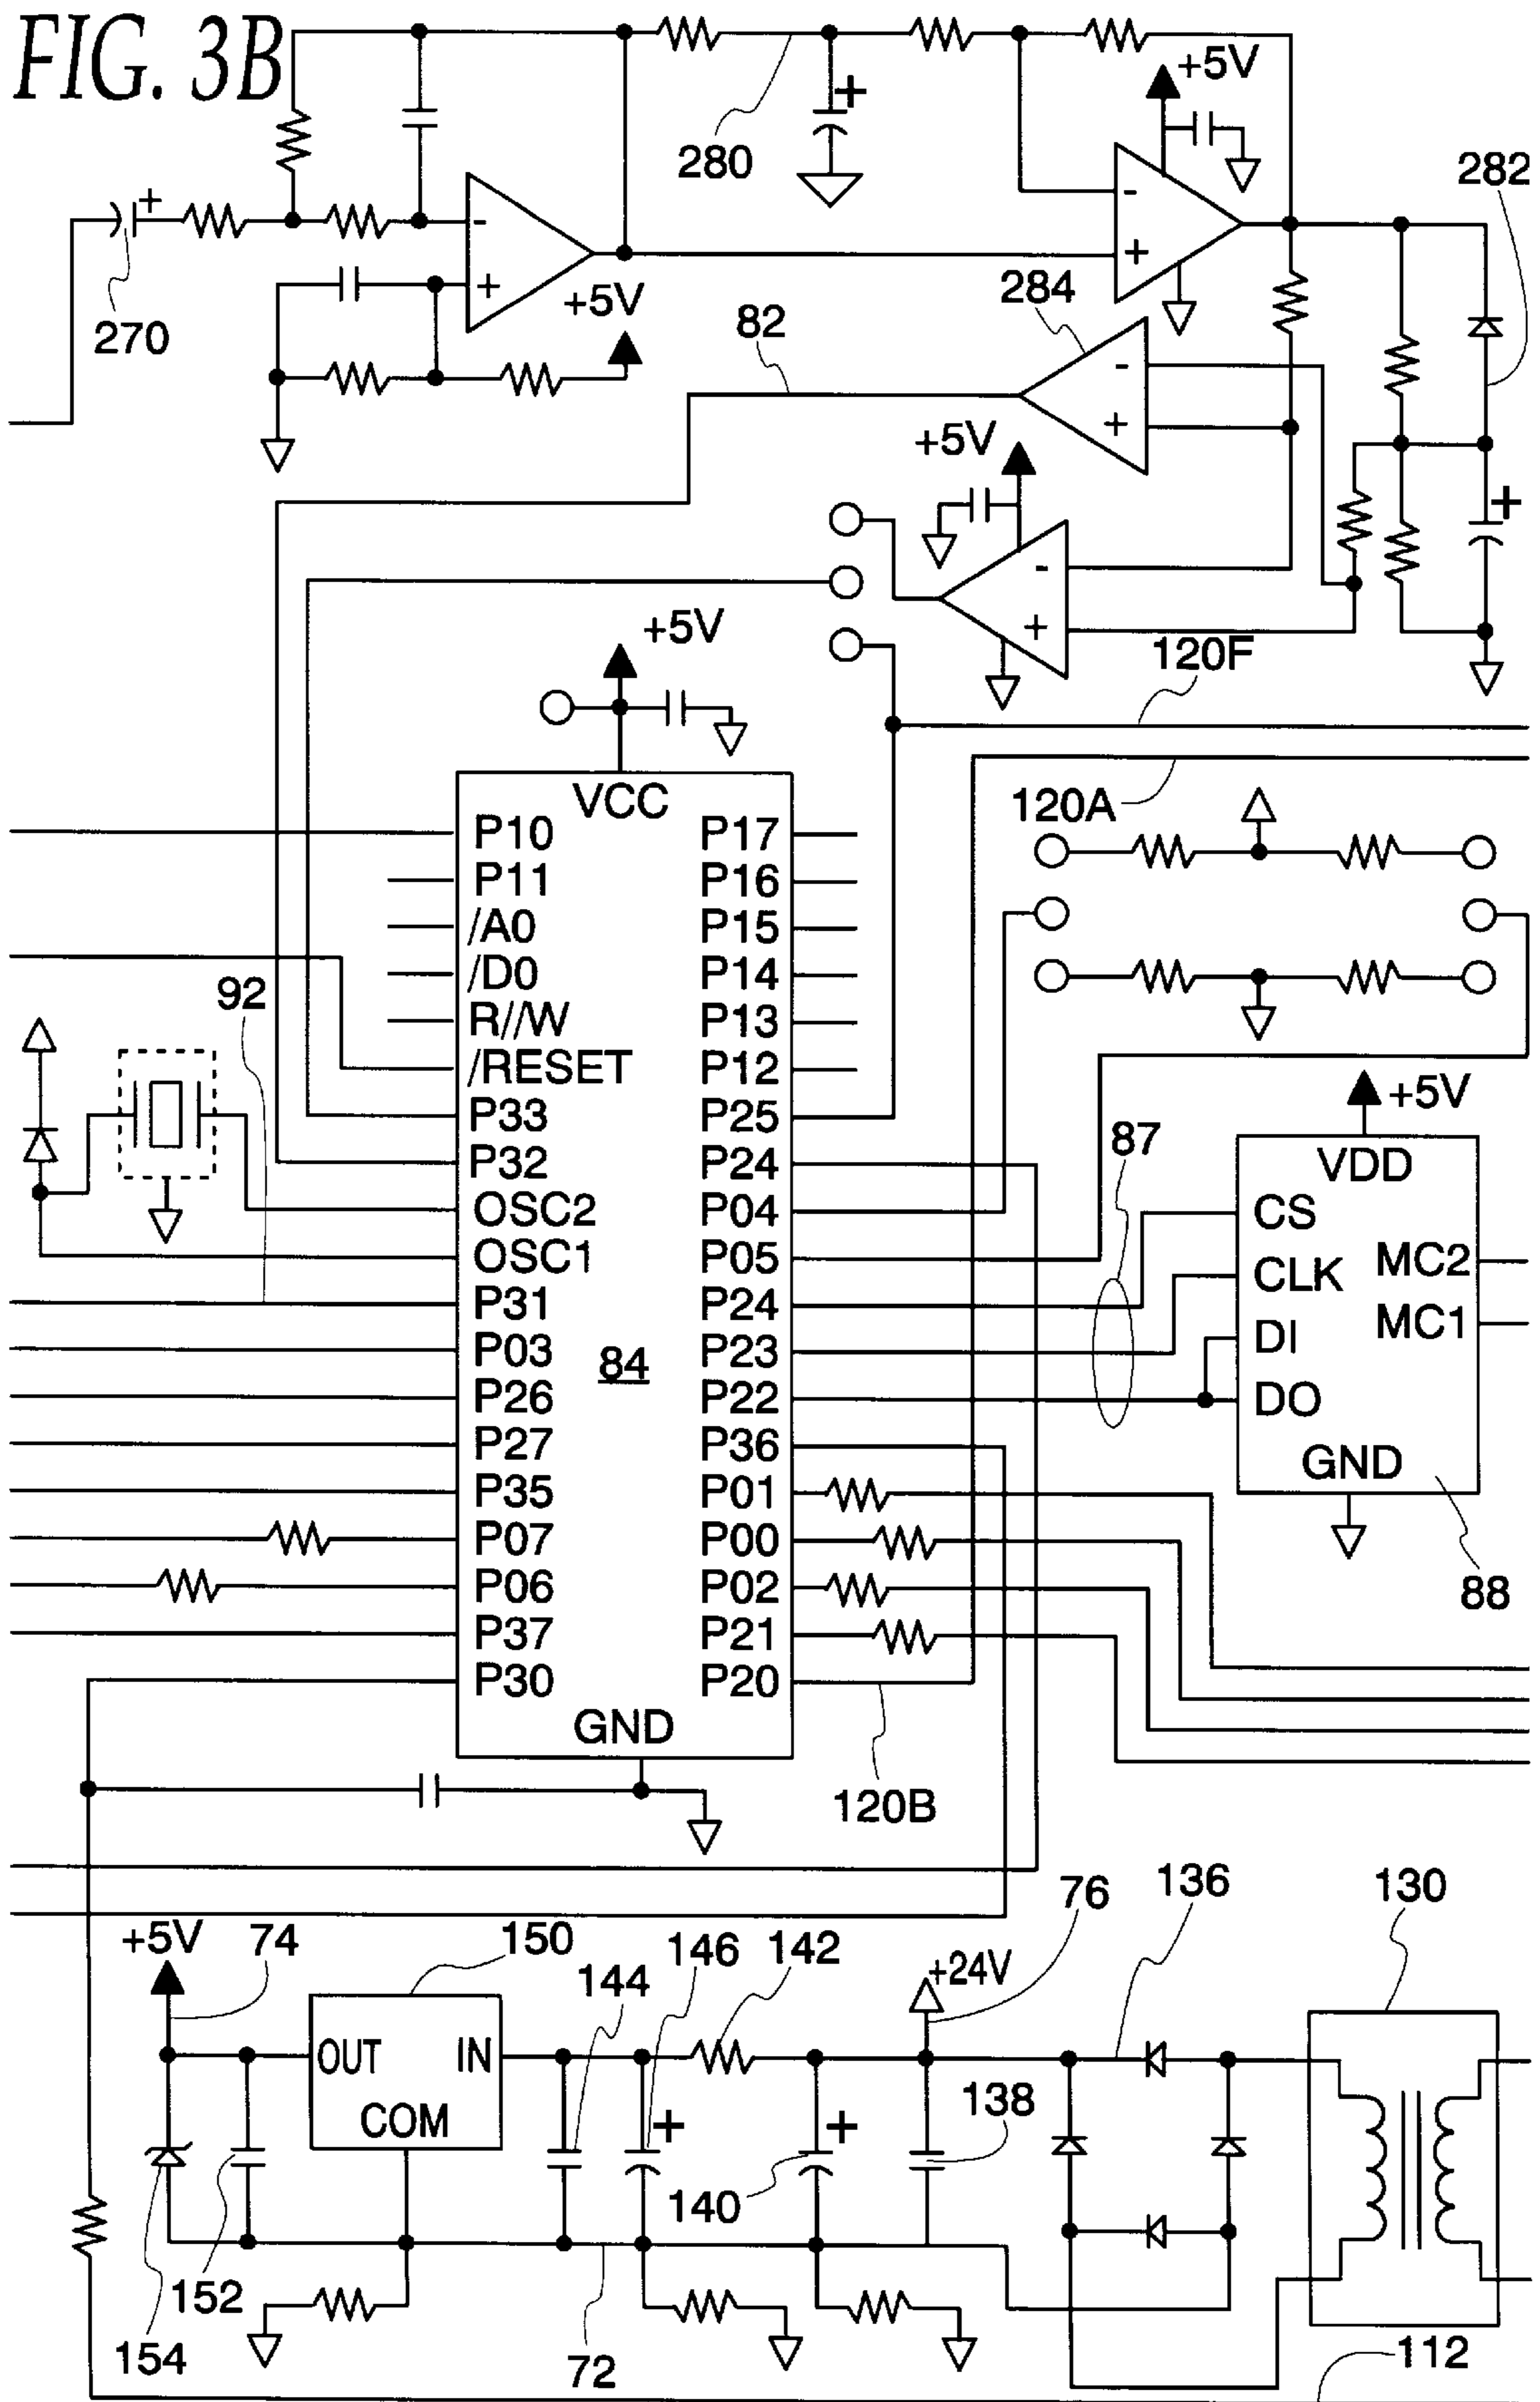 FIG. 3B
+5V
+
280
282
+
-
-
+
+
284
+5V
270
82
-
+
+5V
+
-
+
+5V
120F
VCC
120A
P10 P17
P11 P16
/A0 P15
/D0 P14
92
R//W P13
/RESET P12
P33 P25
+5V
P32 P24
87
VDD
OSC2 P04
CS
OSC1 P05
CLK MC2
P31 P24
DI MC1
P03 84 P23
P26 P22
DO
P27 P36
GND
P35 P01
P07 P00
P06 P02
88
P37 P21
P30 P20
GND
120B
76 136 130
+5V 74 150 146 142
144 +24V
OUT IN
COM
+ + 138
140
152
154 72 112